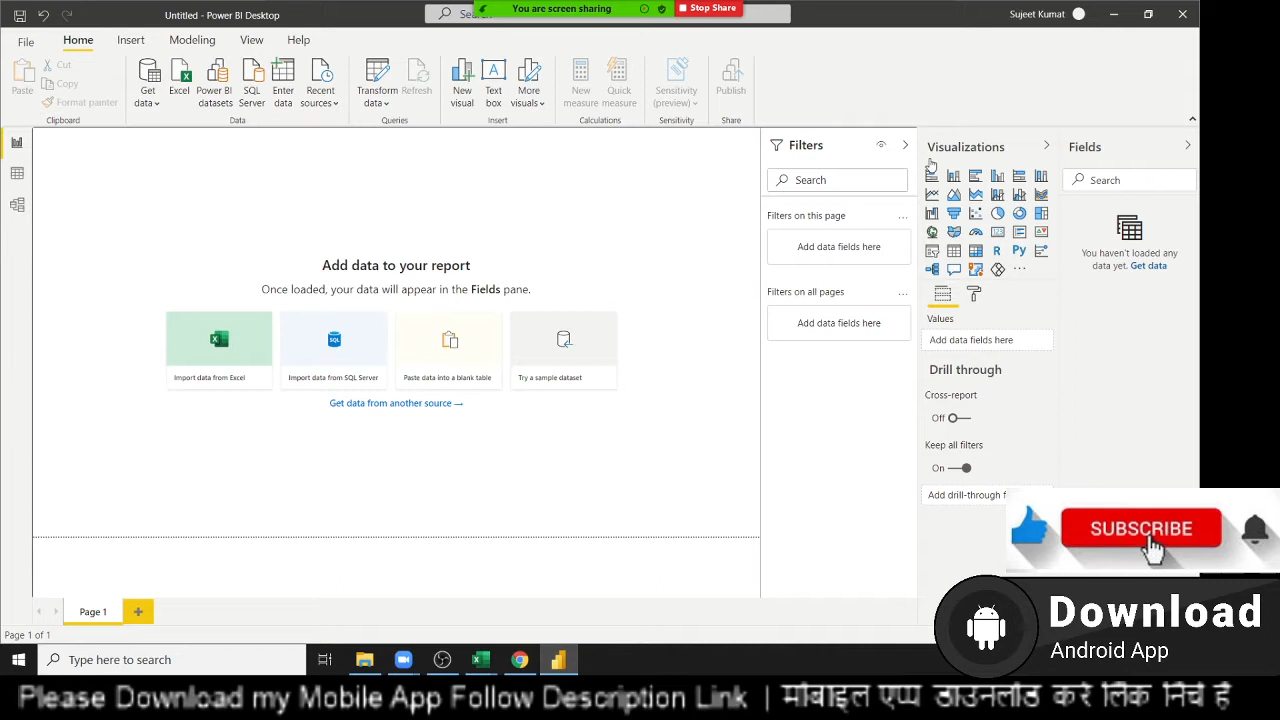 Untitled - Power BI Desktop
Search
You are screen sharing
Stop Share
Sujeet Kumat
File
Home
Insert
Modeling
View
Help
Paste
Cut
Copy
Format painter
Clipboard
Get data
Excel
Power BI datasets
SQL Server
Enter data
Recent sources
Data
Transform data
Refresh
Queries
New visual
Text box
More visuals
Insert
New measure
Quick measure
Calculations
Sensitivity (preview)
Sensitivity
Publish
Share
Add data to your report
Once loaded, your data will appear in the Fields pane.
Import data from Excel
SQL
Import data from SQL Server
Paste data into a blank table
Try a sample dataset
Get data from another source →
Filters
Search
Filters on this page
...
Add data fields here
Filters on all pages
...
Add data fields here
Visualizations
R
Py
...
Values
Add data fields here
Drill through
Cross-report
Off
Keep all filters
On
Add drill-through f
Fields
Search
You haven't loaded any
data yet. Get data
SUBSCRIBE
Download
Android App
Page 1
+
Page 1 of 1
Type here to search
Please Download my Mobile App Follow Description Link | मोबाइल एप्प डाउनलोड करे लिंक निचे है